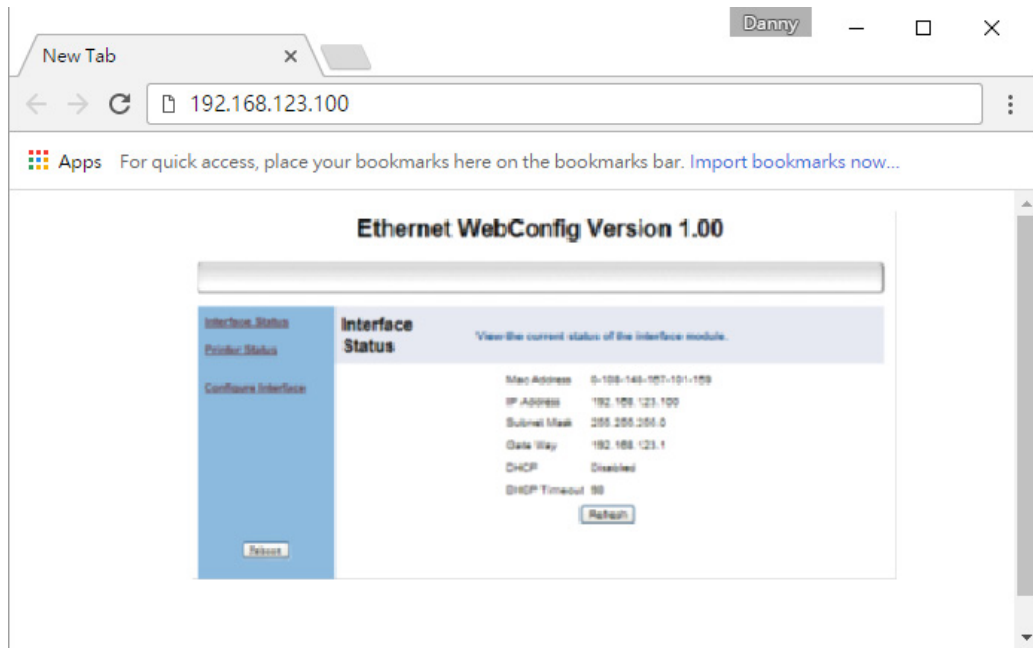 Danny
New Tab
192.168.123.100
Apps For quick access, place your bookmarks here on the bookmarks bar. Import bookmarks now...
Ethernet WebConfig Version 1.00
Interface Status
Printer Status
Configure Interface
Reboot
Interface
Status
View the current status of the interface module.
Mac Address
IP Address 192.168.123.100
Subnet Mask 255.255.255.0
Gate Way 192.168.123.1
DHCP Disabled
DHCP Timeout
Refresh